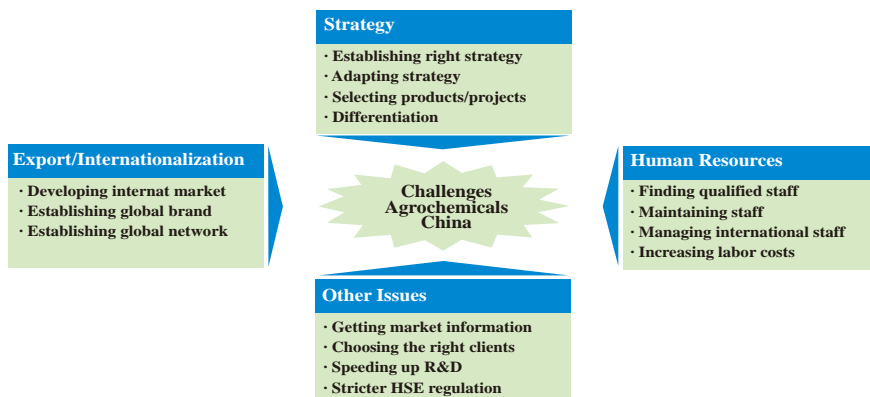 Strategy
· Establishing right strategy
· Adapting strategy
· Selecting products/projects
· Differentiation
Export/Internationalization
· Developing internat market
· Establishing global brand
· Establishing global network
Challenges
Agrochemicals
China
Human Resources
· Finding qualified staff
· Maintaining staff
· Managing international staff
· Increasing labor costs
Other Issues
· Getting market information
· Choosing the right clients
· Speeding up R&D
· Stricter HSE regulation